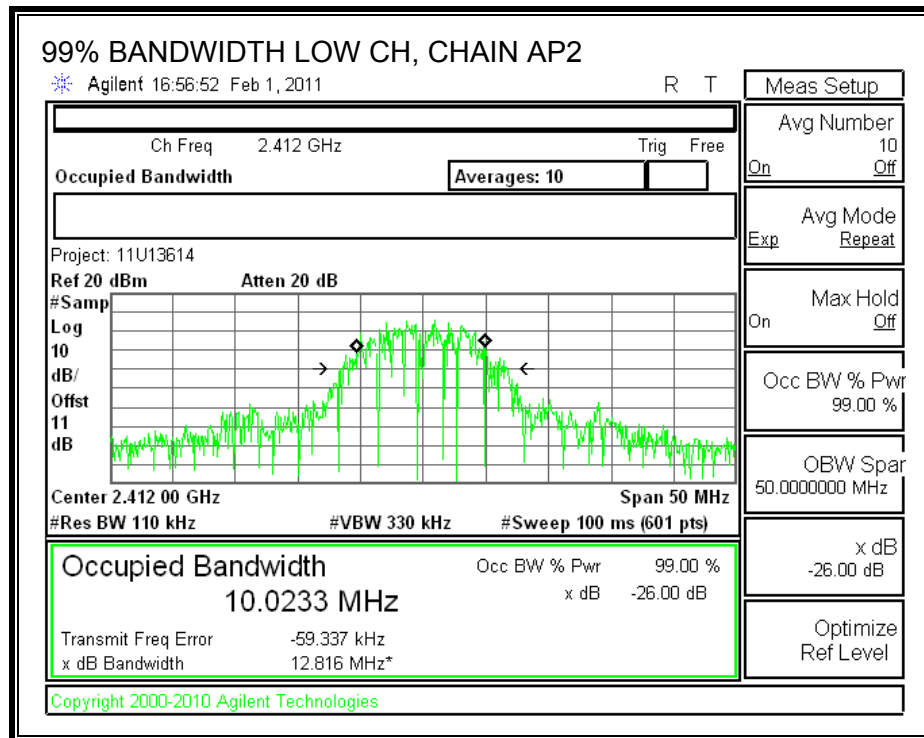 99% BANDWIDTH LOW CH, CHAIN AP2
Agilent 16:56:52 Feb 1, 2011 R T
Meas Setup
Ch Freq 2.412 GHz Trig Free
Occupied Bandwidth Averages: 10
Project: 11U13614
Ref 20 dBm Atten 20 dB
#Samp
Log
10
dB/
Offst
11
dB
Center 2.412 00 GHz Span 50 MHz
#Res BW 110 kHz #VBW 330 kHz #Sweep 100 ms (601 pts)
Occupied Bandwidth Occ BW % Pwr 99.00 %
10.0233 MHz x dB -26.00 dB
Transmit Freq Error -59.337 kHz
x dB Bandwidth 12.816 MHz*
Copyright 2000-2010 Agilent Technologies
Avg Number
10
On Off
Avg Mode
Exp Repeat
Max Hold
On Off
Occ BW % Pwr
99.00 %
OBW Span
50.0000000 MHz
x dB
-26.00 dB
Optimize
Ref Level